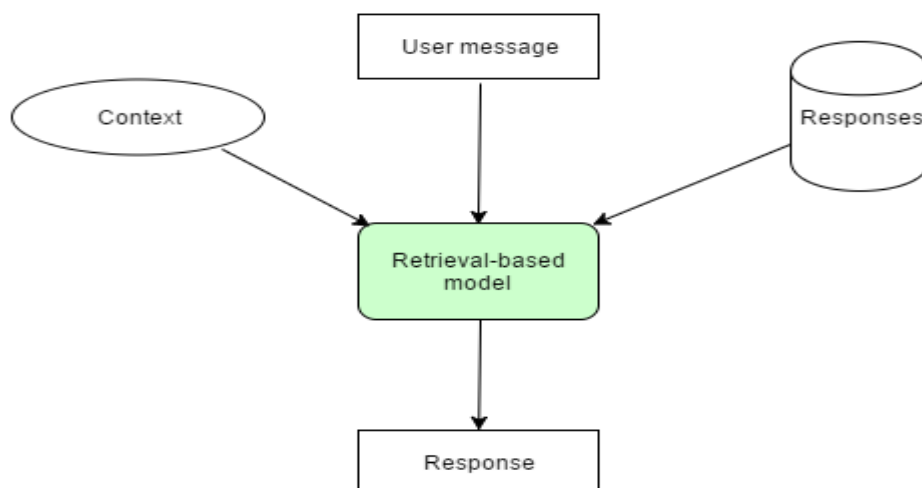 User message
Context
Responses
Retrieval-based
model
Response